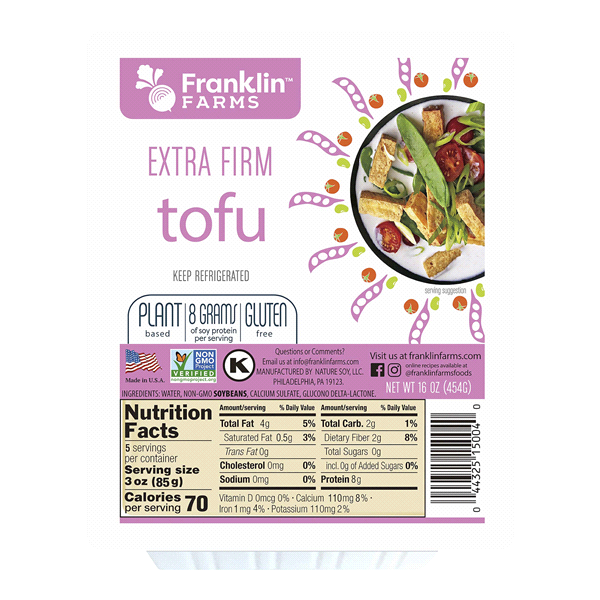 Franklin™
FARMS
EXTRA FIRM
tofu
KEEP REFRIGERATED
serving suggestion
PLANT
based
8 GRAMS
of soy protein
per serving
GLUTEN
free
Made in U.S.A.
NON
GMO
Project
VERIFIED
nongmoproject.org
K
Questions or Comments?
Email us at info@franklinfarms.com
MANUFACTURED BY NATURE SOY, LLC.
PHILADELPHIA, PA 19123.
Visit us at franklinfarms.com
online recipes available at
@franklinfarmsfoods
NET WT 16 OZ (454G)
INGREDIENTS: WATER, NON-GMO SOYBEANS, CALCIUM SULFATE, GLUCONO DELTA-LACTONE.
Nutrition
Facts
5 servings
per container
Serving size
3 oz (85g)
Calories
per serving 70
Amount/serving % Daily Value
Total Fat 4g 5%
Saturated Fat 0.5g 3%
Trans Fat 0g
Cholesterol 0mg 0%
Sodium 0mg 0%
Amount/serving % Daily Value
Total Carb. 2g 1%
Dietary Fiber 2g 8%
Total Sugars 0g
incl. 0g of Added Sugars 0%
Protein 8g
Vitamin D 0mcg 0% • Calcium 110mg 8% •
Iron 1mg 4% • Potassium 110mg 2%
0 44325 15004 0